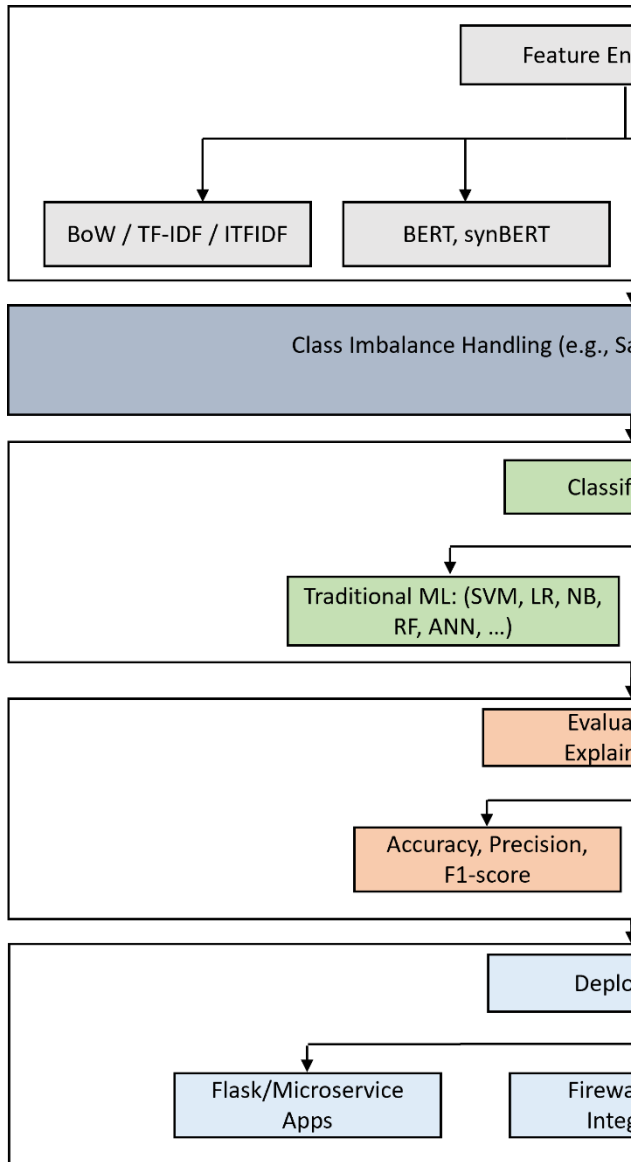 Feature En
BoW / TF-IDF / ITFIDF
BERT, synBERT
Class Imbalance Handling (e.g., Sa
Classif
Traditional ML: (SVM, LR, NB,
RF, ANN, ...)
Evalua
Explain
Accuracy, Precision,
F1-score
Deplo
Flask/Microservice
Apps
Firewa
Integ